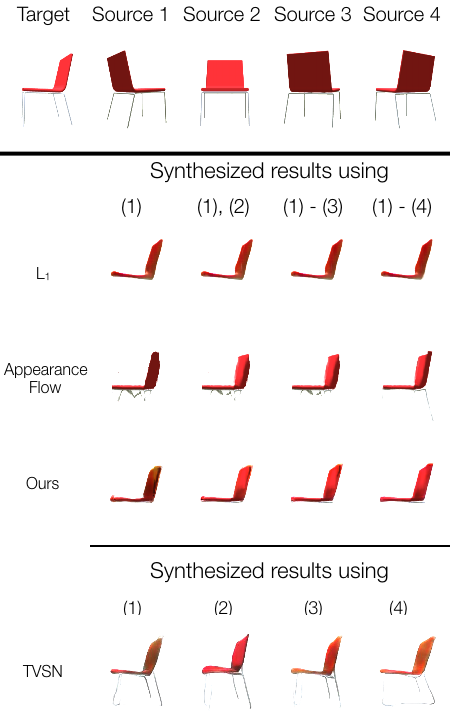 Target Source 1 Source 2 Source 3 Source 4
Synthesized results using
(1) (1), (2) (1) - (3) (1) - (4)
L₁
Appearance
Flow
Ours
Synthesized results using
(1) (2) (3) (4)
TVSN